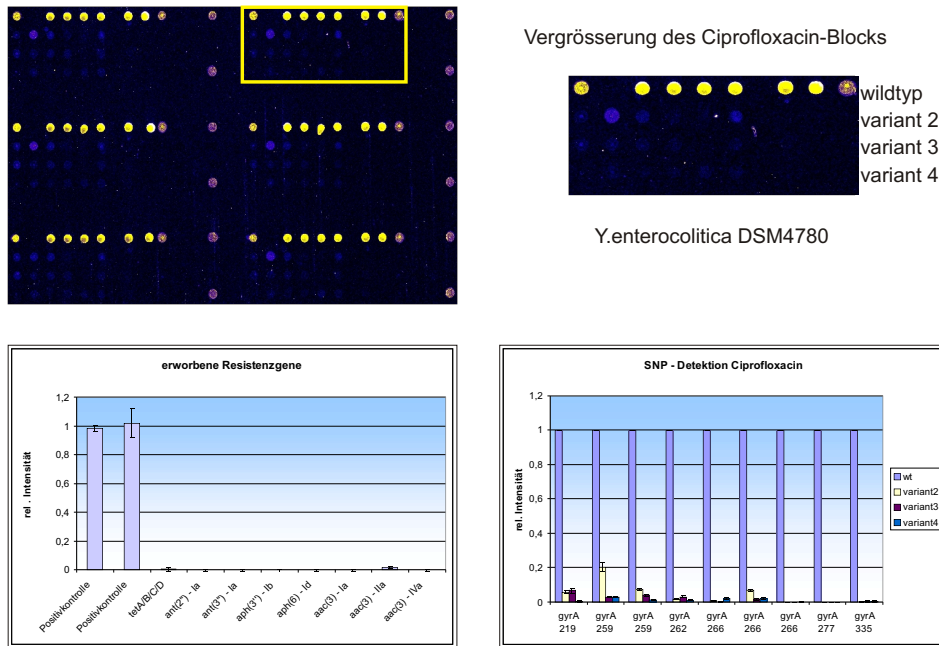 Vergrösserung des Ciprofloxacin-Blocks
wildtyp
variant 2
variant 3
variant 4
Y.enterocolitica DSM4780
erworbene Resistenzgene
1,2
1
0,8
0,6
0,4
0,2
0
rel. Intensität
Positivkontrolle
Positivkontrolle
tetA/B/C/D
ant(2") - Ia
ant(3") - Ia
aph(3") - Ib
aph(6) - Id
aac(3) - Ia
aac(3) - IIa
aac(3) - IVa
SNP - Detektion Ciprofloxacin
1,2
1
0,8
0,6
0,4
0,2
0
rel. Intensität
gyrA gyrA gyrA gyrA gyrA gyrA gyrA gyrA gyrA
219 259 259 262 266 266 266 277 335
wt
variant2
variant3
variant4